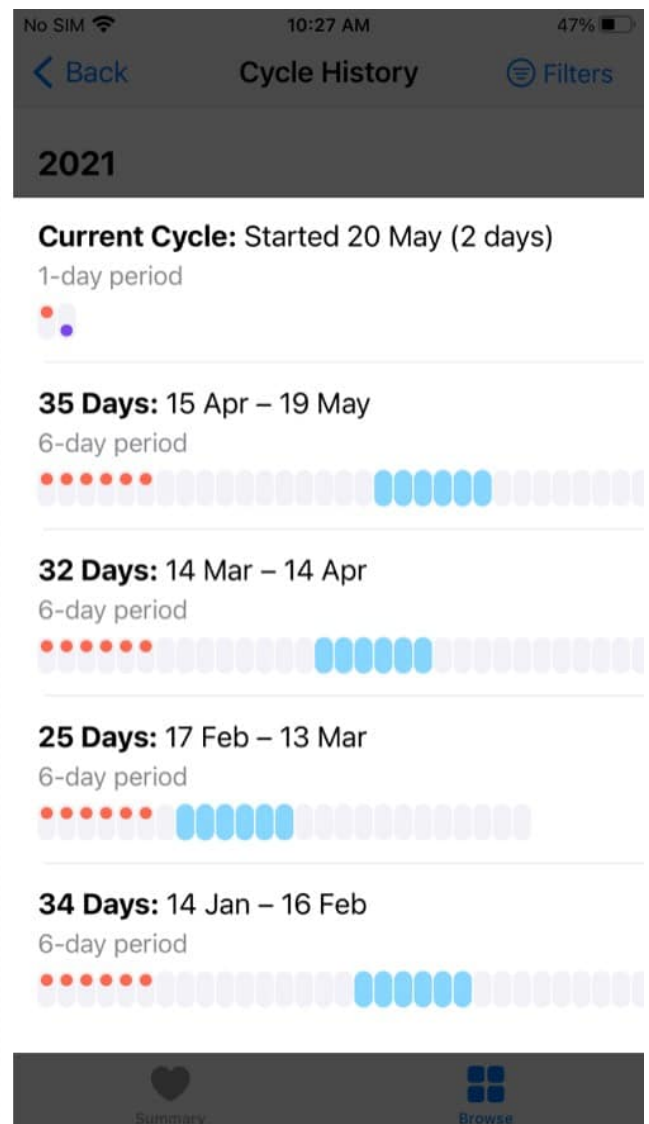 No SIM 10:27 AM 47%
Back Cycle History Filters
2021
Current Cycle: Started 20 May (2 days)
1-day period
35 Days: 15 Apr – 19 May
6-day period
32 Days: 14 Mar – 14 Apr
6-day period
25 Days: 17 Feb – 13 Mar
6-day period
34 Days: 14 Jan – 16 Feb
6-day period
Summary Browse